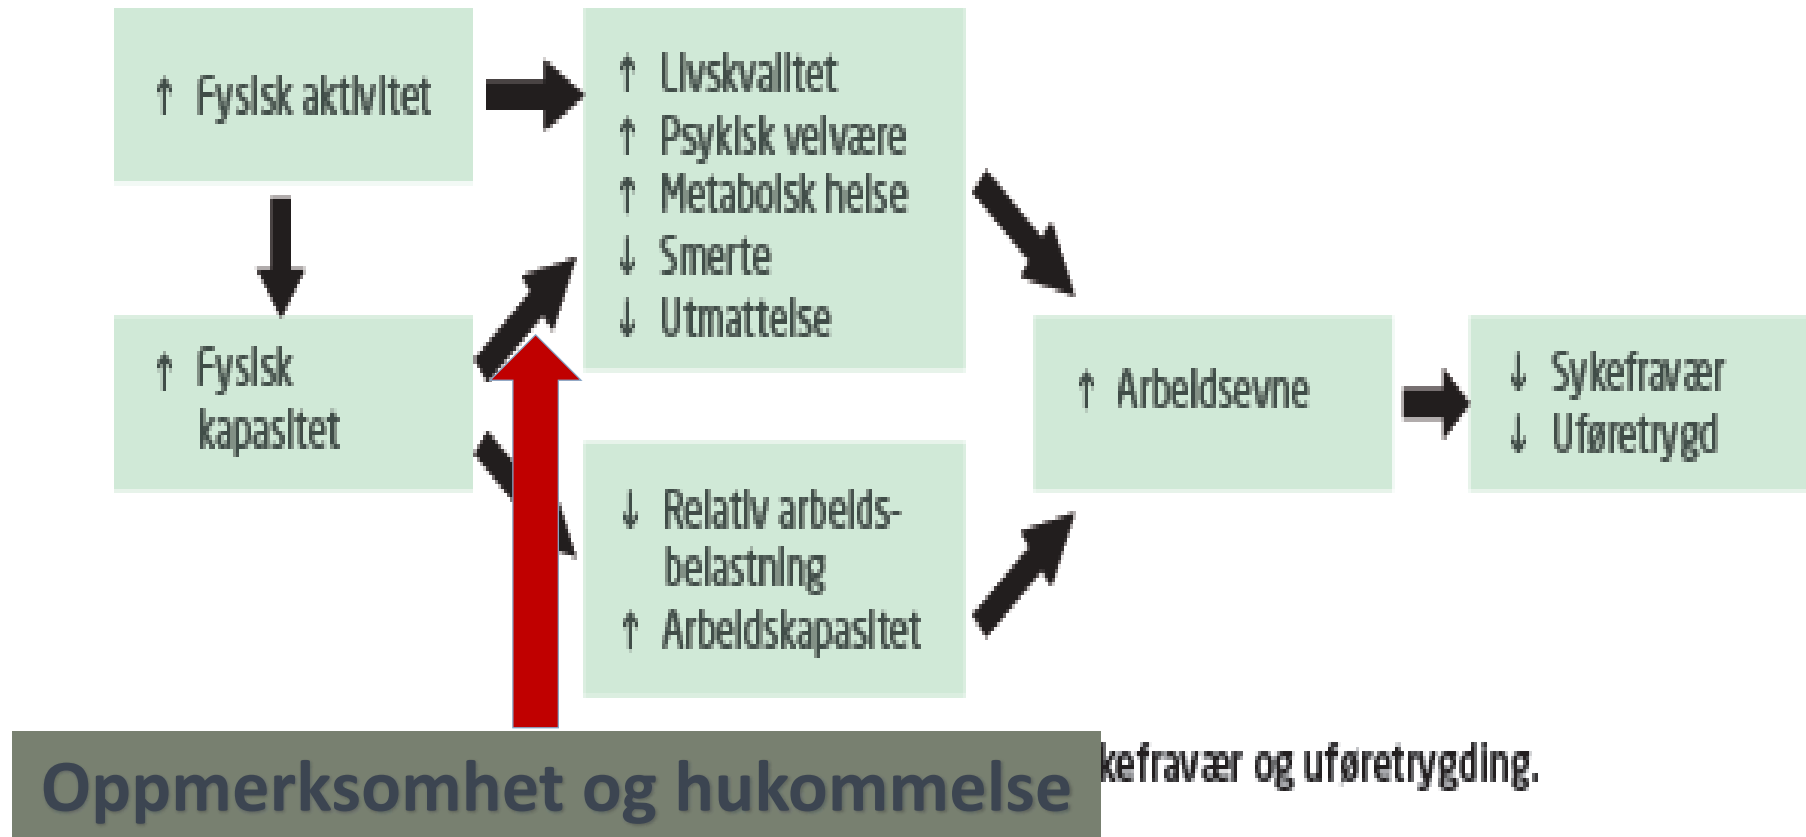 ↑ Fysisk aktivitet
↑ Livskvalitet
↑ Psykisk velvære
↑ Metabolsk helse
↓ Smerte
↓ Utmattelse
↑ Fysisk
kapasitet
↓ Relativ arbeids-
belastning
↑ Arbeidskapasitet
↑ Arbeidsevne
↓ Sykefravær
↓ Uføretrygd
Oppmerksomhet og hukommelse
kefravær og uføretrygding.